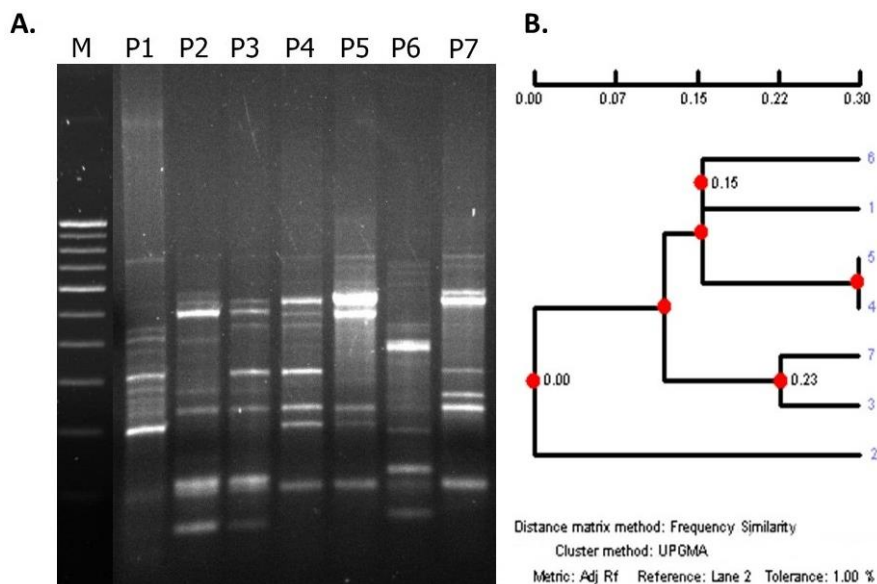 A.
B.
M P1 P2 P3 P4 P5 P6 P7
0.00 0.07 0.15 0.22 0.30
6
0.15
1
5
4
7
0.00
0.23
3
2
Distance matrix method: Frequency Similarity
Cluster method: UPGMA
Metric: Adj Rf Reference: Lane 2 Tolerance: 1.00 %